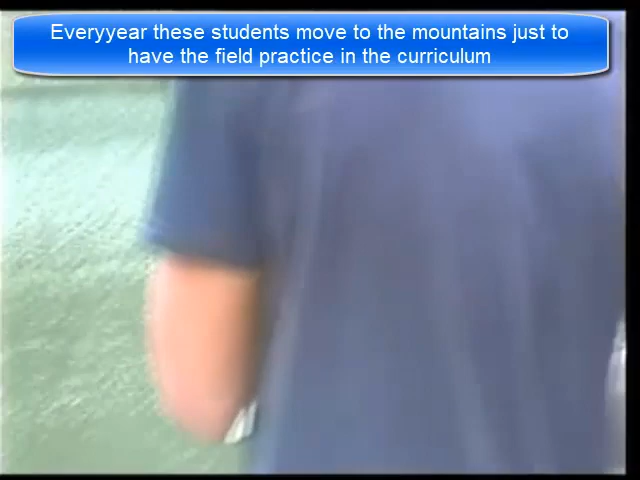 Everyyear these students move to the mountains just to
have the field practice in the curriculum